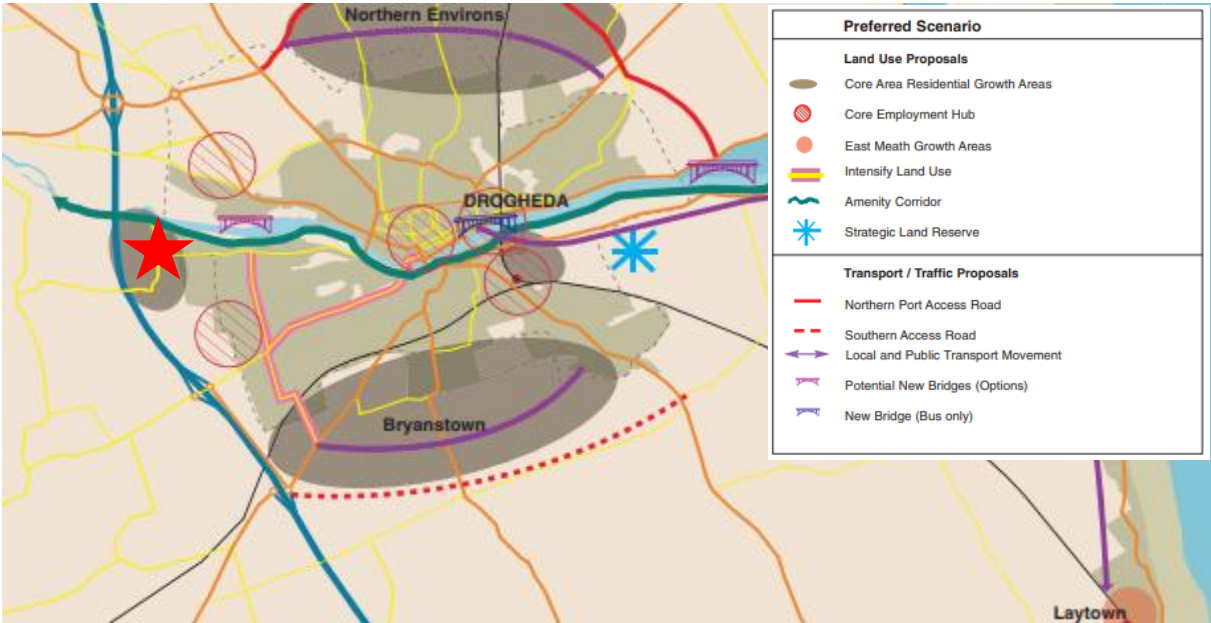 Northern Environs
DROGHEDA
Bryanstown
Laytown
Preferred Scenario
Land Use Proposals
Core Area Residential Growth Areas
Core Employment Hub
East Meath Growth Areas
Intensify Land Use
Amenity Corridor
Strategic Land Reserve
Transport / Traffic Proposals
Northern Port Access Road
Southern Access Road
Local and Public Transport Movement
Potential New Bridges (Options)
New Bridge (Bus only)